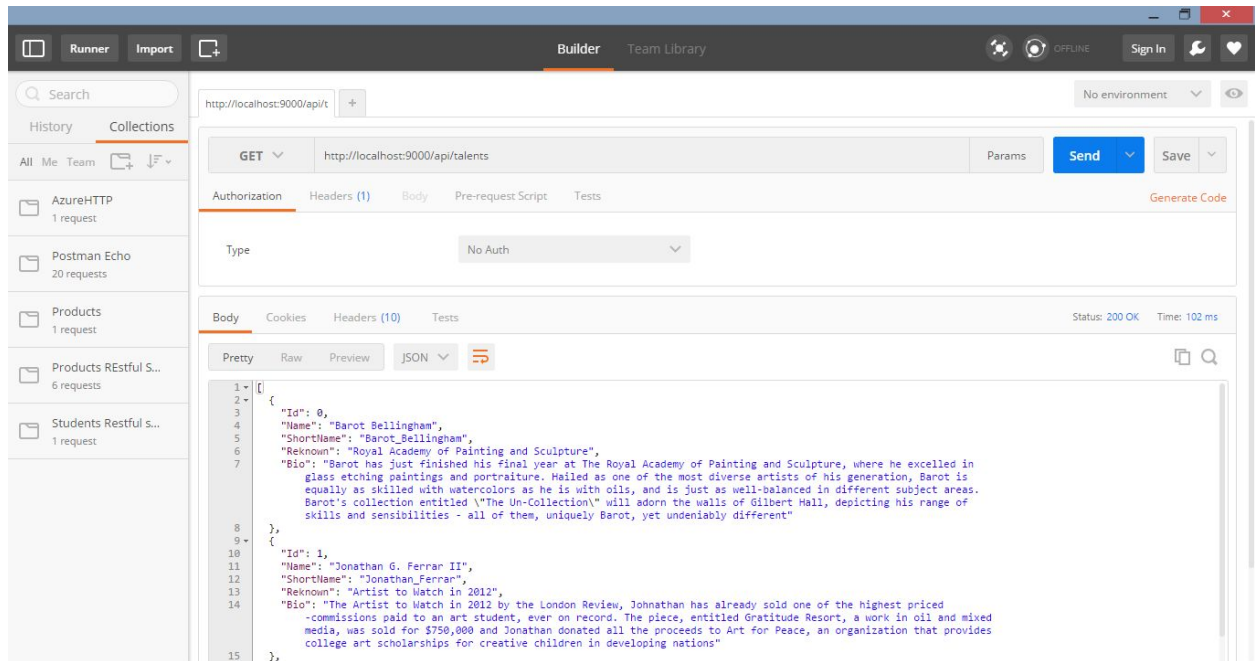 Runner Import
Builder Team Library
OFFLINE Sign In
Search
History Collections
All Me Team
AzureHTTP
1 request
Postman Echo
20 requests
Products
1 request
Products REstful S...
6 requests
Students Restful s...
1 request
http://localhost:9000/api/t +
No environment
GET http://localhost:9000/api/talents Params Send Save
Authorization Headers (1) Body Pre-request Script Tests Generate Code
Type No Auth
Body Cookies Headers (10) Tests Status: 200 OK Time: 102 ms
Pretty Raw Preview JSON
1 [
2 {
3 "Id": 0,
4 "Name": "Barot Bellingham",
5 "ShortName": "Barot_Bellingham",
6 "Reknown": "Royal Academy of Painting and Sculpture",
7 "Bio": "Barot has just finished his final year at The Royal Academy of Painting and Sculpture, where he excelled in
glass etching paintings and portraiture. Hailed as one of the most diverse artists of his generation, Barot is
equally as skilled with watercolors as he is with oils, and is just as well-balanced in different subject areas.
Barot's collection entitled \"The Un-Collection\" will adorn the walls of Gilbert Hall, depicting his range of
skills and sensibilities - all of them, uniquely Barot, yet undeniably different"
8 },
9 {
10 "Id": 1,
11 "Name": "Jonathan G. Ferrar II",
12 "ShortName": "Jonathan_Ferrar",
13 "Reknown": "Artist to Watch in 2012",
14 "Bio": "The Artist to Watch in 2012 by the London Review, Johnathan has already sold one of the highest priced
-commissions paid to an art student, ever on record. The piece, entitled Gratitude Resort, a work in oil and mixed
media, was sold for $750,000 and Jonathan donated all the proceeds to Art for Peace, an organization that provides
college art scholarships for creative children in developing nations"
15 },